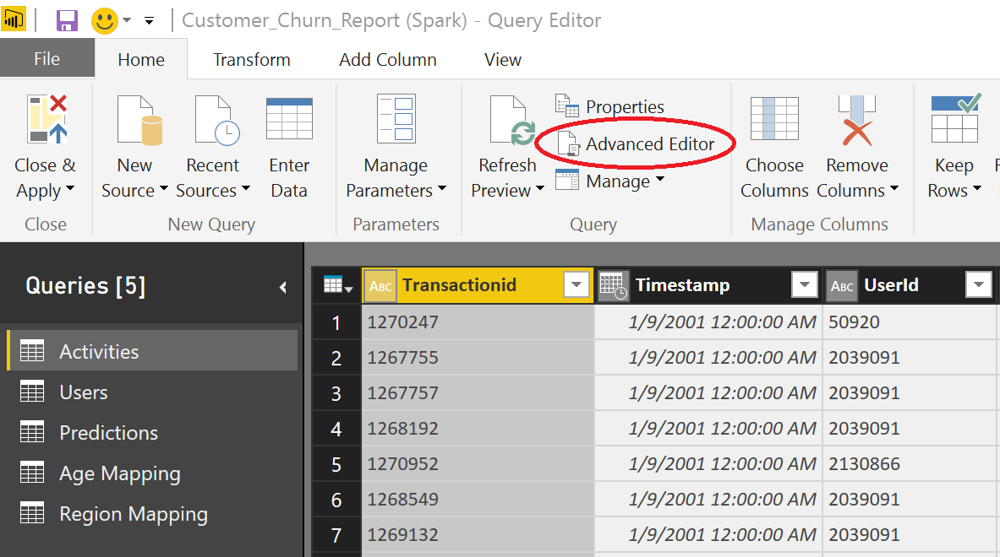 Customer_Churn_Report (Spark) - Query Editor
File Home Transform Add Column View
Close & Apply
New Source
Recent Sources
Enter Data
Manage Parameters
Refresh Preview
Properties
Advanced Editor
Manage
Choose Columns
Remove Columns
Keep Rows
Close New Query Parameters Query Manage Columns
Queries [5]
Activities
Users
Predictions
Age Mapping
Region Mapping
ABC Transactionid Timestamp ABC UserId
1 1270247 1/9/2001 12:00:00 AM 50920
2 1267755 1/9/2001 12:00:00 AM 2039091
3 1267757 1/9/2001 12:00:00 AM 2039091
4 1268192 1/9/2001 12:00:00 AM 2039091
5 1270952 1/9/2001 12:00:00 AM 2130866
6 1268549 1/9/2001 12:00:00 AM 2039091
7 1269132 1/9/2001 12:00:00 AM 2039091